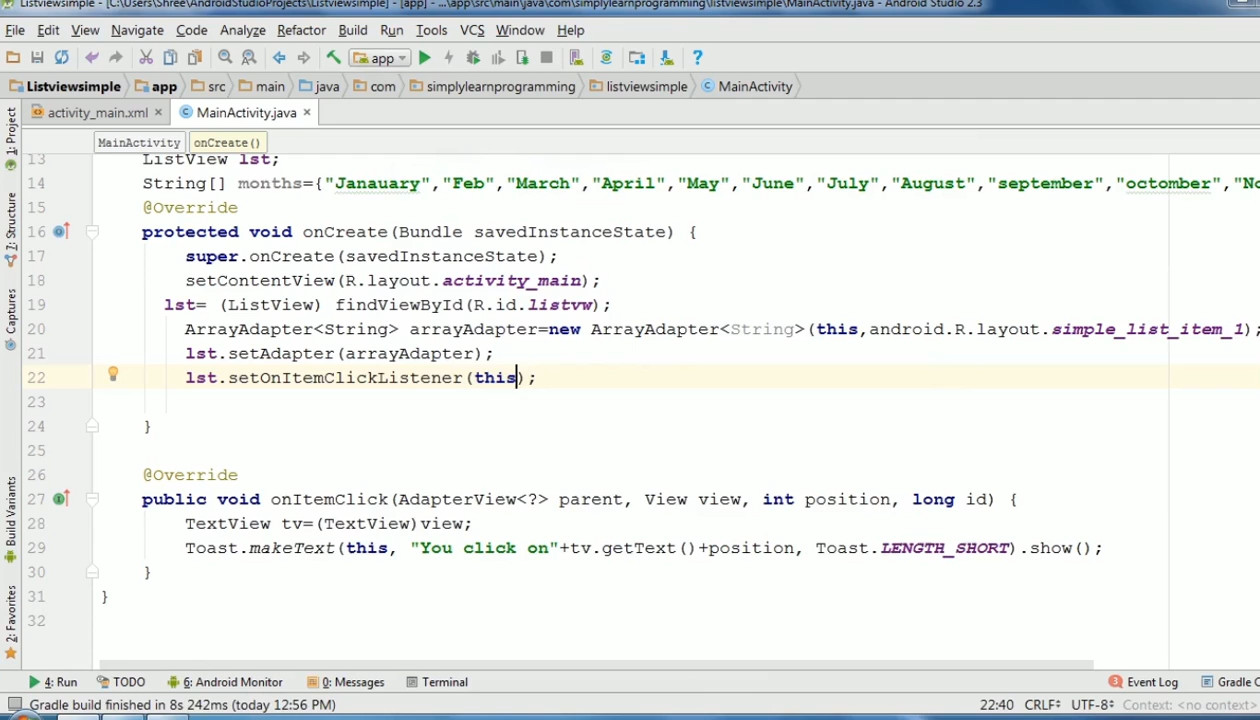 Listviewsimple - [C:\Users\Shree\AndroidStudioProjects\Listviewsimple] - [app] - ...\app\src\main\java\com\simplylearnprogramming\listviewsimple\MainActivity.java - Android Studio 2.3
File Edit View Navigate Code Analyze Refactor Build Run Tools VCS Window Help
app
Listviewsimple app src main java com simplylearnprogramming listviewsimple MainActivity
activity_main.xml MainActivity.java
MainActivity onCreate()
1: Project
7: Structure
Captures
Build Variants
2: Favorites
13 ListView lst;
14 String[] months={"Janauary","Feb","March","April","May","June","July","August","september","octomber","No
15 @Override
16 protected void onCreate(Bundle savedInstanceState) {
17 super.onCreate(savedInstanceState);
18 setContentView(R.layout.activity_main);
19 lst= (ListView) findViewById(R.id.listvw);
20 ArrayAdapter<String> arrayAdapter=new ArrayAdapter<String>(this,android.R.layout.simple_list_item_1);
21 lst.setAdapter(arrayAdapter);
22 lst.setOnItemClickListener(this);
23
24 }
25
26 @Override
27 public void onItemClick(AdapterView<?> parent, View view, int position, long id) {
28 TextView tv=(TextView)view;
29 Toast.makeText(this, "You click on"+tv.getText()+position, Toast.LENGTH_SHORT).show();
30 }
31 }
32
4: Run TODO 6: Android Monitor 0: Messages Terminal 3 Event Log Gradle C
Gradle build finished in 8s 242ms (today 12:56 PM) 22:40 CRLF UTF-8 Context: <no context>